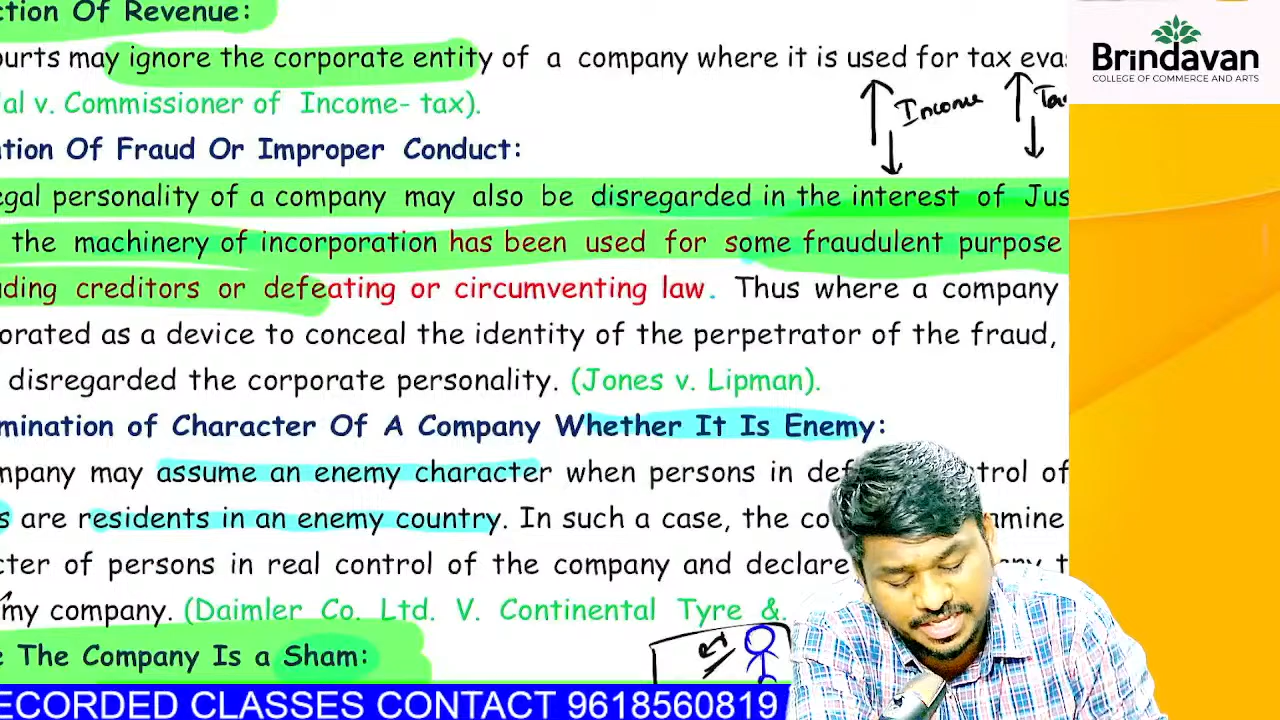 ction Of Revenue:
ourts may ignore the corporate entity of a company where it is used for tax evas
al v. Commissioner of Income- tax).
Income
Tax
ation Of Fraud Or Improper Conduct:
egal personality of a company may also be disregarded in the interest of Jus
the machinery of incorporation has been used for some fraudulent purpose
ding creditors or defeating or circumventing law. Thus where a company
orated as a device to conceal the identity of the perpetrator of the fraud,
disregarded the corporate personality. (Jones v. Lipman).
mination of Character Of A Company Whether It Is Enemy:
mpany may assume an enemy character when persons in def trol of
s are residents in an enemy country. In such a case, the co amine
cter of persons in real control of the company and declare
my company. (Daimler Co. Ltd. V. Continental Tyre &.
e The Company Is a Sham:
ECORDED CLASSES CONTACT 9618560819
Brindavan
COLLEGE OF COMMERCE AND ARTS